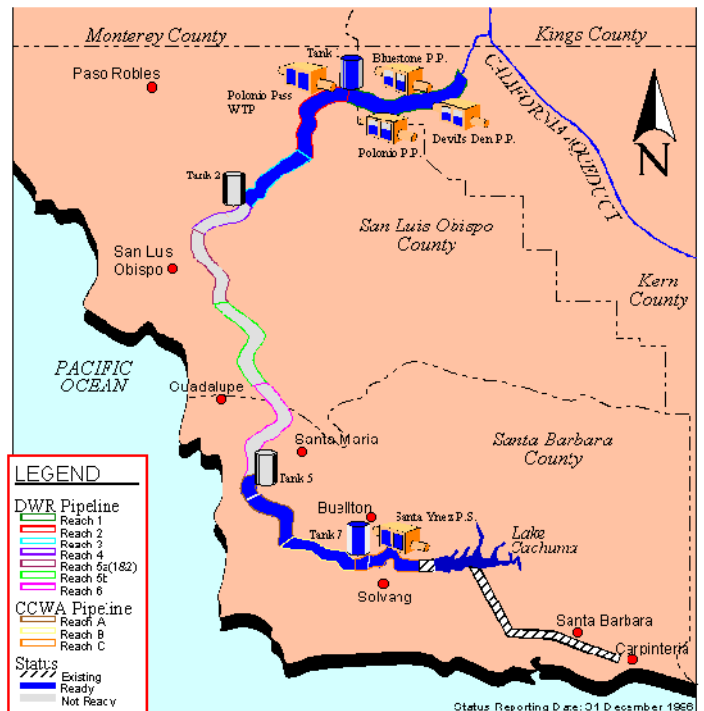 Monterey County
Kings County
Paso Robles
Tank
Bluestone P.P.
Polonio Pass
WTP
Devil's Den P.P.
Polonio P.P.
CALIFORNIA AQUEDUCT
N
Tank 2
San Luis Obispo
County
San Luis
Obispo
Kern
County
PACIFIC
OCEAN
Guadalupe
Santa Maria
Santa Barbara
County
Tank 5
Buellton
Santa Ynez P.S.
Tank 7
Lake
Cachuma
Solvang
Santa Barbara
Carpinteria
LEGEND
DWR Pipeline
Reach 1
Reach 2
Reach 3
Reach 4
Reach 5a(1&2)
Reach 5b
Reach 6
CCWA Pipeline
Reach A
Reach B
Reach C
Status
Existing
Ready
Not Ready
Status Reporting Date: 31 December 1996